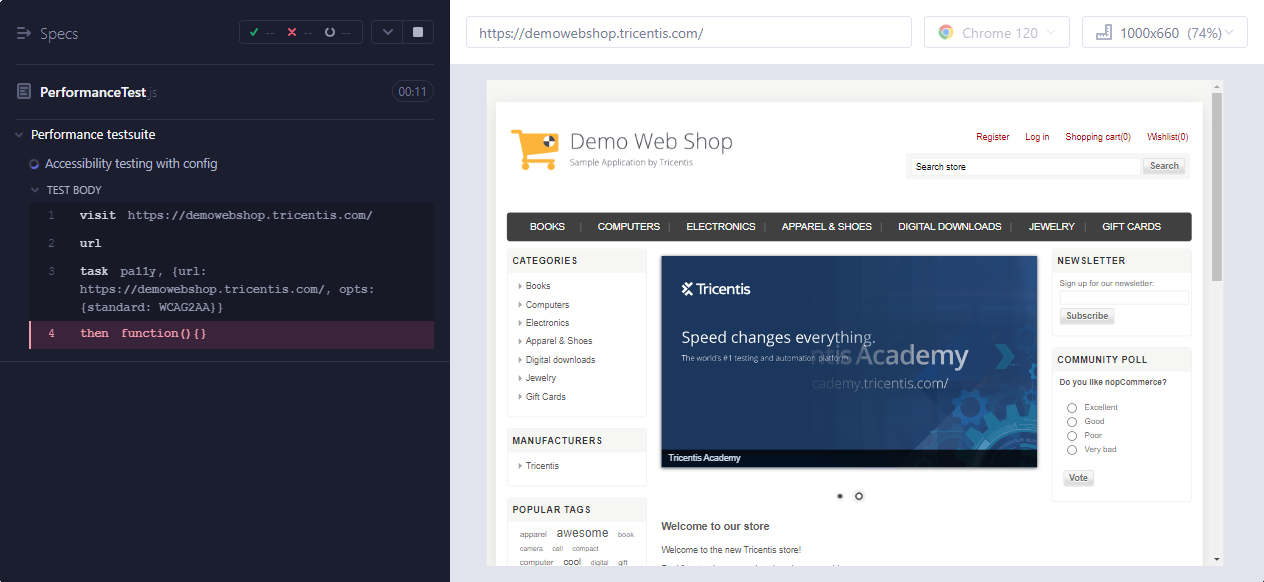 Specs
-- -- --
PerformanceTest.js
00:11
Performance testsuite
Accessibility testing with config
TEST BODY
1 visit https://demowebshop.tricentis.com/
2 url
3 task pa11y, {url:
https://demowebshop.tricentis.com/, opts:
{standard: WCAG2AA}}
4 then function(){}
https://demowebshop.tricentis.com/
Chrome 120
1000x660 (74%)
Demo Web Shop
Sample Application by Tricentis
Register Log in Shopping cart(0) Wishlist(0)
Search store
Search
BOOKS COMPUTERS ELECTRONICS APPAREL & SHOES DIGITAL DOWNLOADS JEWELRY GIFT CARDS
CATEGORIES
Books
Computers
Electronics
Apparel & Shoes
Digital downloads
Jewelry
Gift Cards
MANUFACTURERS
Tricentis
POPULAR TAGS
apparel awesome book
camera cell compact
computer cool digital gift
Tricentis
Speed changes everything.
The world's #1 testing and automation platform
ntis Academy
cademy.tricentis.com/
Tricentis Academy
Welcome to our store
Welcome to the new Tricentis store!
NEWSLETTER
Sign up for our newsletter:
Subscribe
COMMUNITY POLL
Do you like nopCommerce?
Excellent
Good
Poor
Very bad
Vote